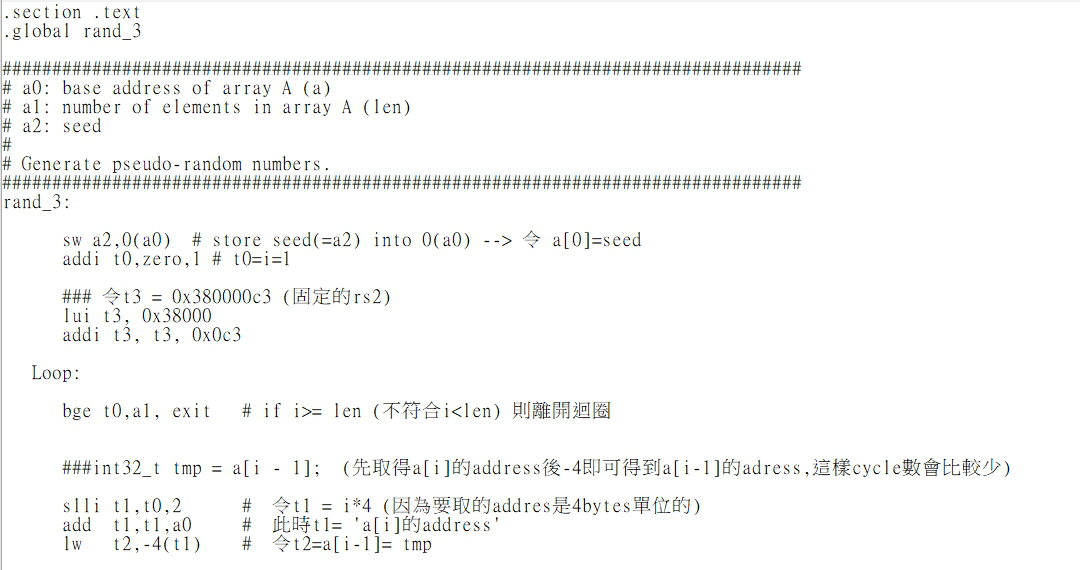 .section .text
.global rand_3
################################################################################
# a0: base address of array A (a)
# a1: number of elements in array A (len)
# a2: seed
#
# Generate pseudo-random numbers.
################################################################################
rand_3:
sw a2,0(a0)  # store seed(=a2) into 0(a0) --> 令 a[0]=seed
addi t0,zero,1 # t0=i=1
### 令t3 = 0x380000c3 (固定的rs2)
lui t3, 0x38000
addi t3, t3, 0x0c3
Loop:
bge t0,a1, exit   # if i>= len (不符合i<len) 則離開迴圈
###int32_t tmp = a[i - 1];  (先取得a[i]的address後-4即可得到a[i-1]的adress,這樣cycle數會比較少)
slli t1,t0,2      #  令t1 = i*4 (因為要取的addres是4bytes單位的)
add  t1,t1,a0     #  此時t1= 'a[i]的address'
lw   t2,-4(t1)    #  令t2=a[i-1]= tmp